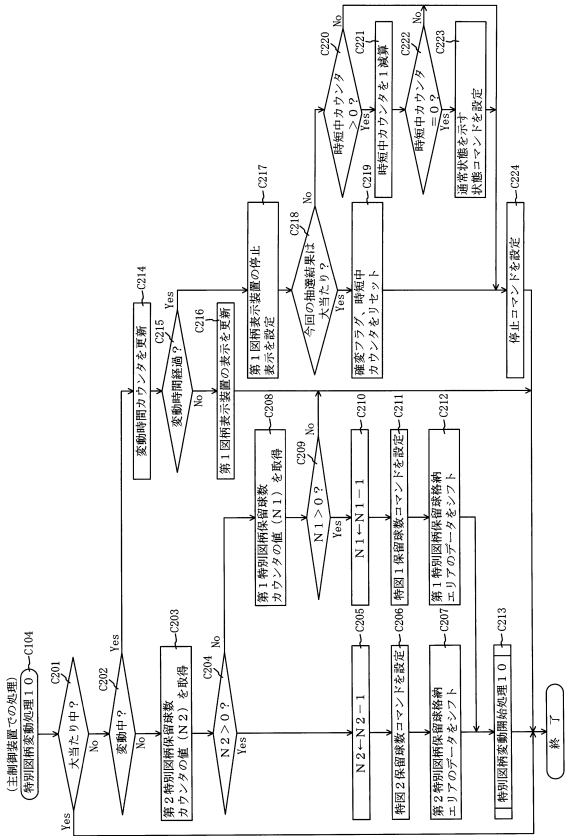 (主制御装置での処理)
特別図柄変動処理10
C104
大当たり中?
C201
Yes
No
変動中?
C202
Yes
No
第2特別図柄保留球数
カウンタの値(N2)を取得
C203
N2>0?
C204
No
Yes
N2←N2-1
C205
特図2保留球数コマンドを設定
C206
第2特別図柄保留球格納
エリアのデータをシフト
C207
第1特別図柄保留球数
カウンタの値(N1)を取得
C208
N1>0?
C209
No
Yes
N1←N1-1
C210
特図1保留球数コマンドを設定
C211
第1特別図柄保留球格納
エリアのデータをシフト
C212
特別図柄変動開始処理10
C213
変動時間カウンタを更新
C214
変動時間経過?
C215
Yes
No
第1図柄表示装置の表示を更新
C216
第1図柄表示装置の停止
表示を設定
C217
今回の抽選結果は
大当たり?
C218
No
Yes
確変フラグ、時短中
カウンタをリセット
C219
時短中カウンタ
>0?
C220
No
Yes
時短中カウンタを1減算
C221
時短中カウンタ
=0?
C222
No
Yes
通常状態を示す
状態コマンドを設定
C223
停止コマンドを設定
C224
終了